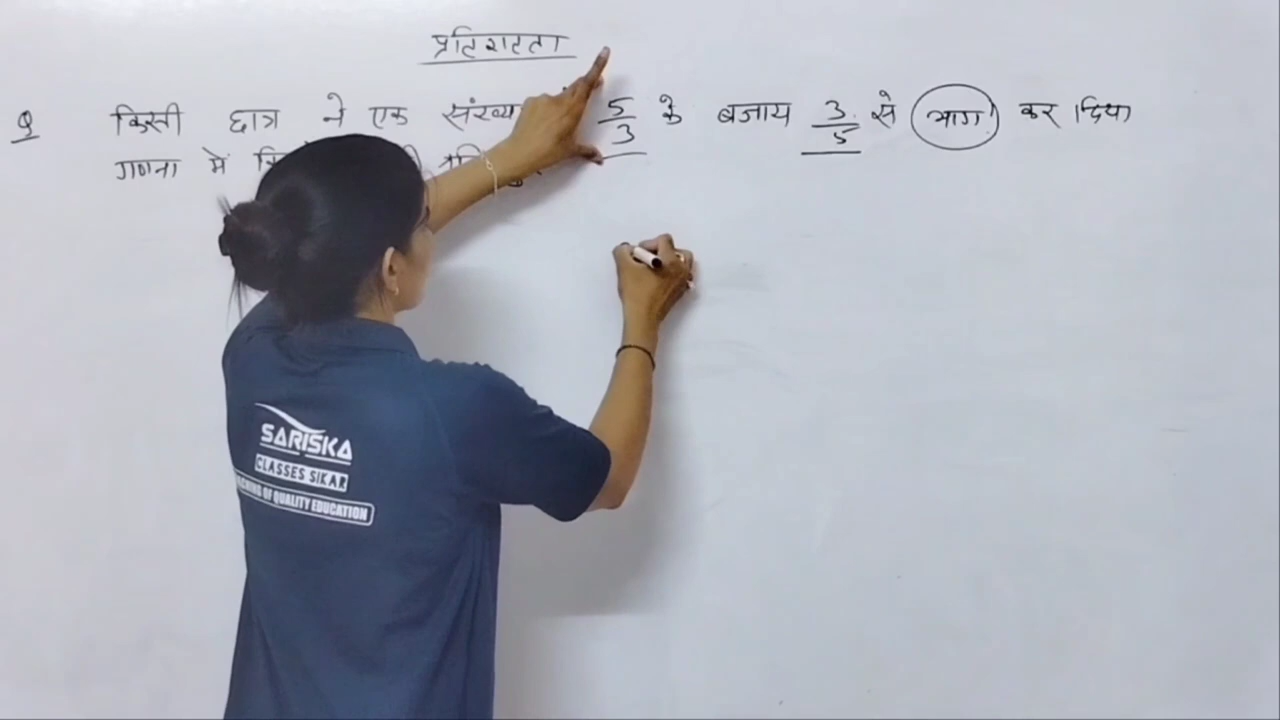 प्रतिशतता
Q किसी छात्र ने एक 5/3 के बजाय 3/5 से भाग कर दिया
गणना में
SARISKA
CLASSES SIKAR
OF QUALITY EDUCATION